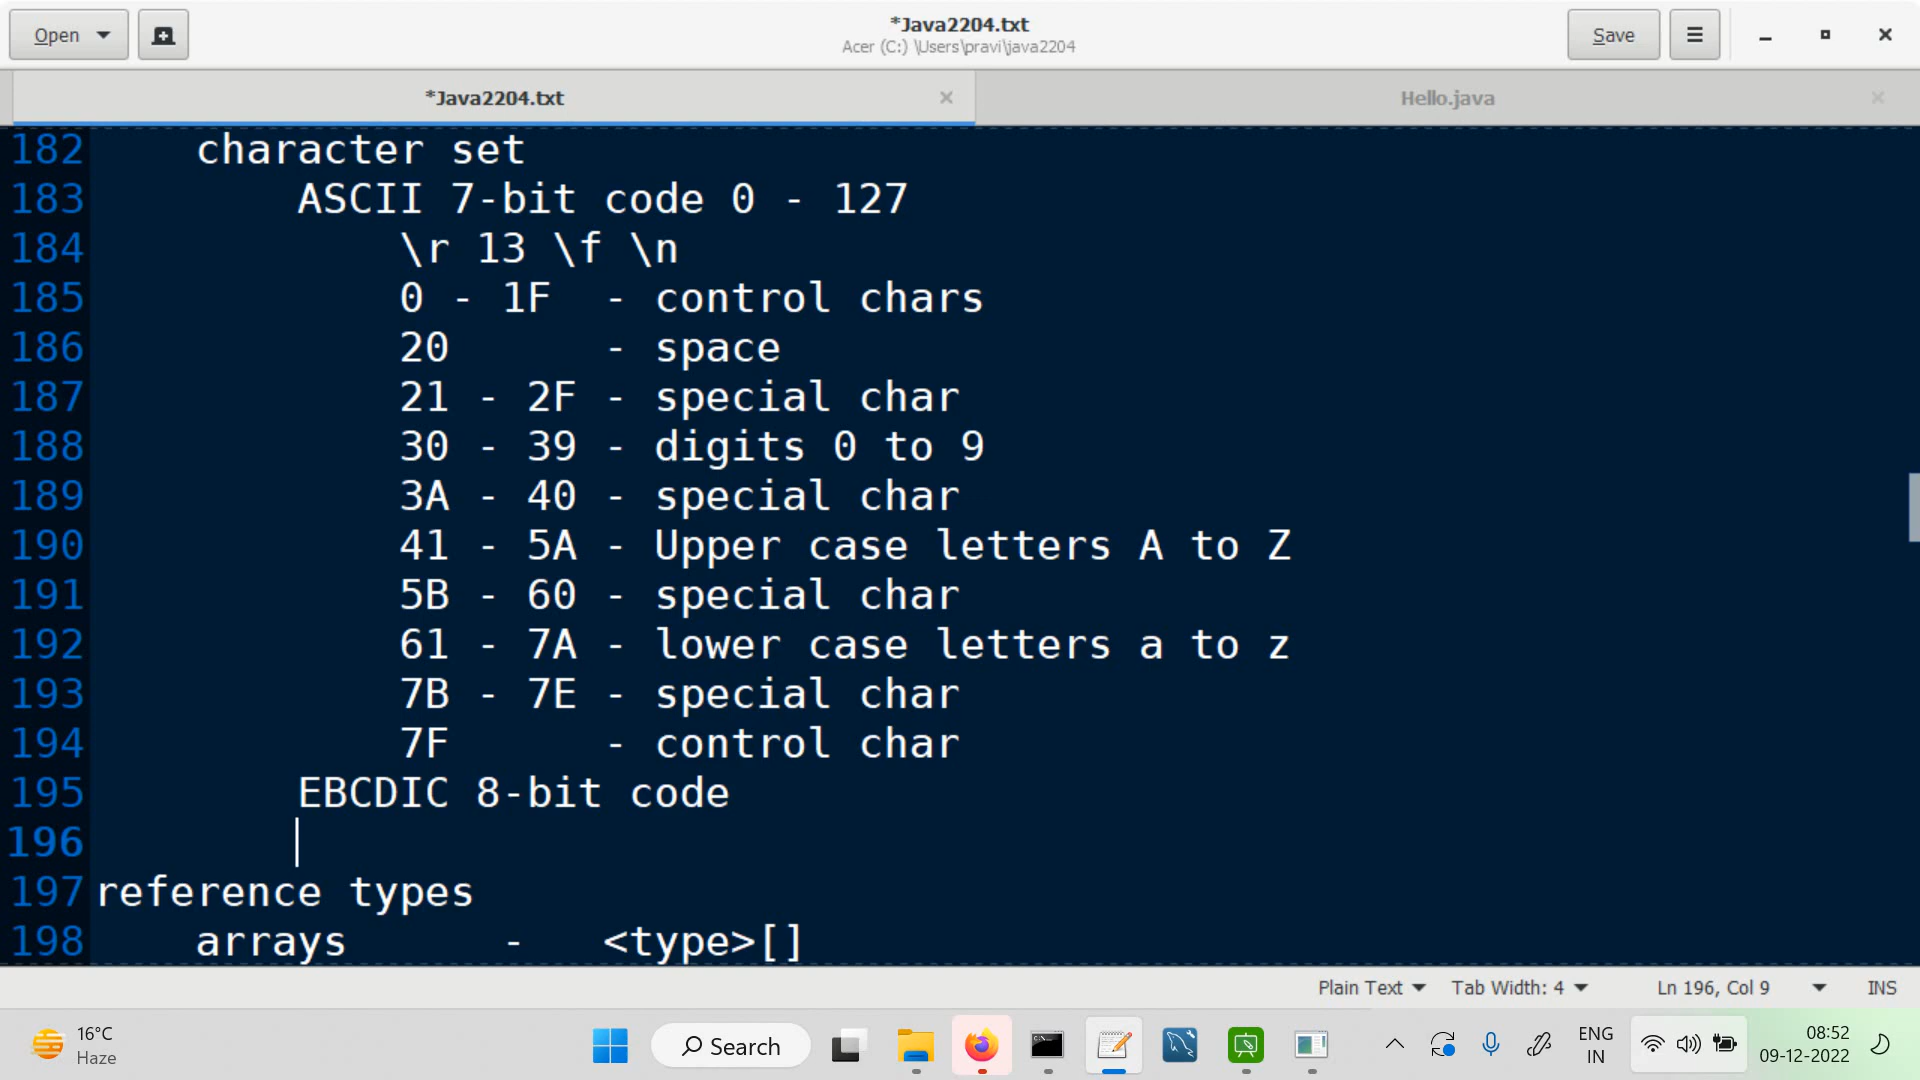 Open
*Java2204.txt
Acer (C:) \Users\pravi\java2204
Save
*Java2204.txt
Hello.java
182 character set
183 ASCII 7-bit code 0 - 127
184 \r 13 \f \n
185 0 - 1F - control chars
186 20 - space
187 21 - 2F - special char
188 30 - 39 - digits 0 to 9
189 3A - 40 - special char
190 41 - 5A - Upper case letters A to Z
191 5B - 60 - special char
192 61 - 7A - lower case letters a to z
193 7B - 7E - special char
194 7F - control char
195 EBCDIC 8-bit code
196
197 reference types
198 arrays - <type>[]
Plain Text Tab Width: 4 Ln 196, Col 9 INS
16°C
Haze
Search
ENG
IN
08:52
09-12-2022